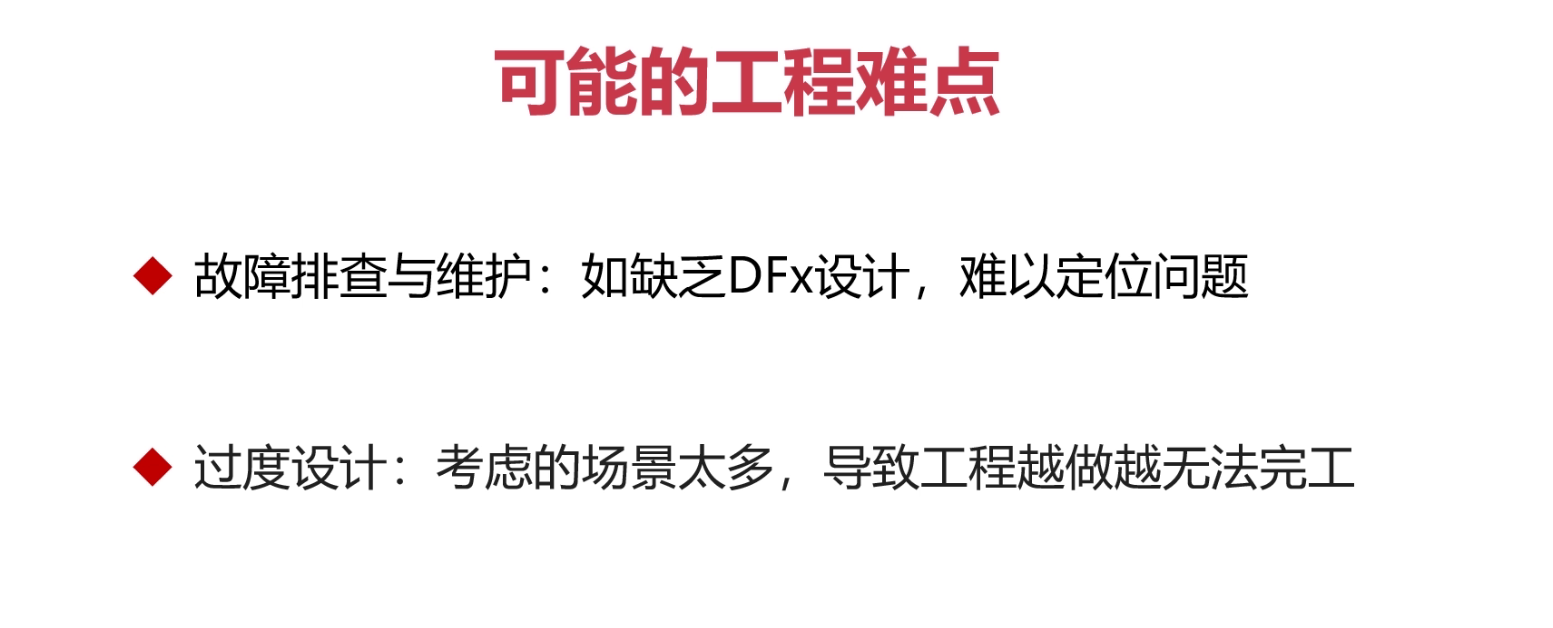 可能的工程难点
故障排查与维护：如缺乏DFx设计，难以定位问题
过度设计：考虑的场景太多，导致工程越做越无法完工